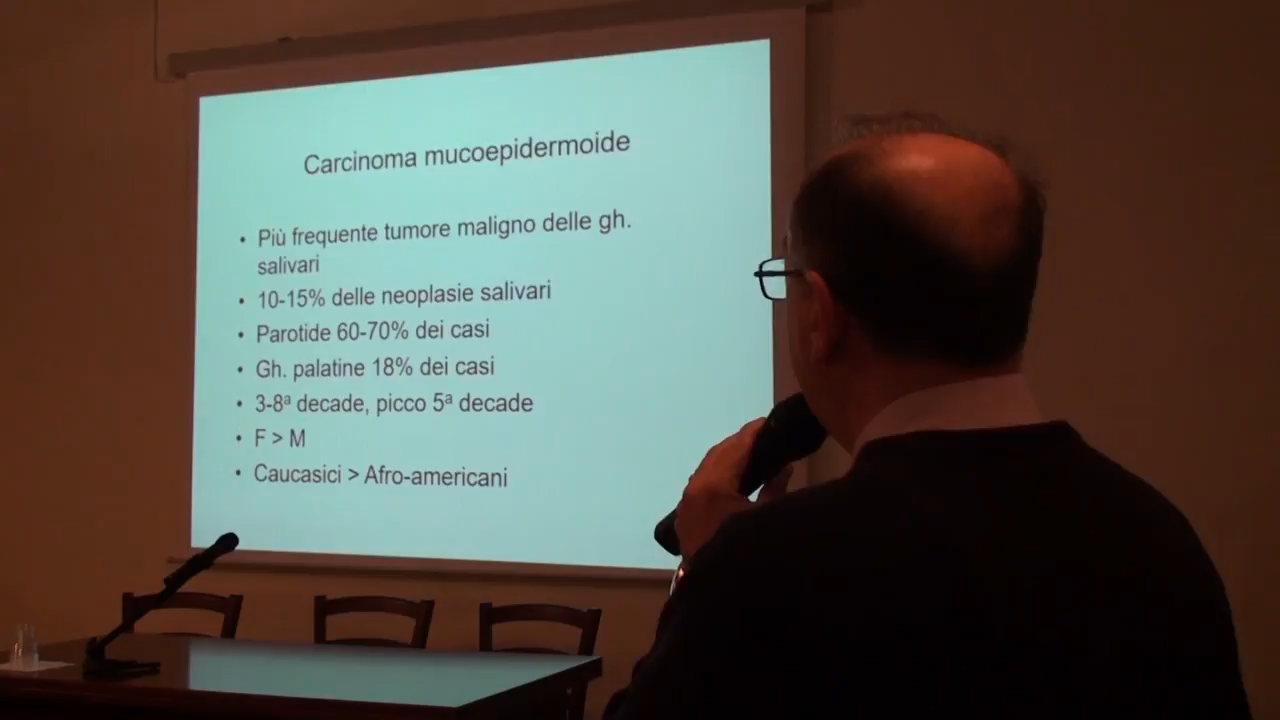 Carcinoma mucoepidermoide
• Più frequente tumore maligno delle gh.
salivari
• 10-15% delle neoplasie salivari
• Parotide 60-70% dei casi
• Gh. palatine 18% dei casi
• 3-8ª decade, picco 5ª decade
• F > M
• Caucasici > Afro-americani